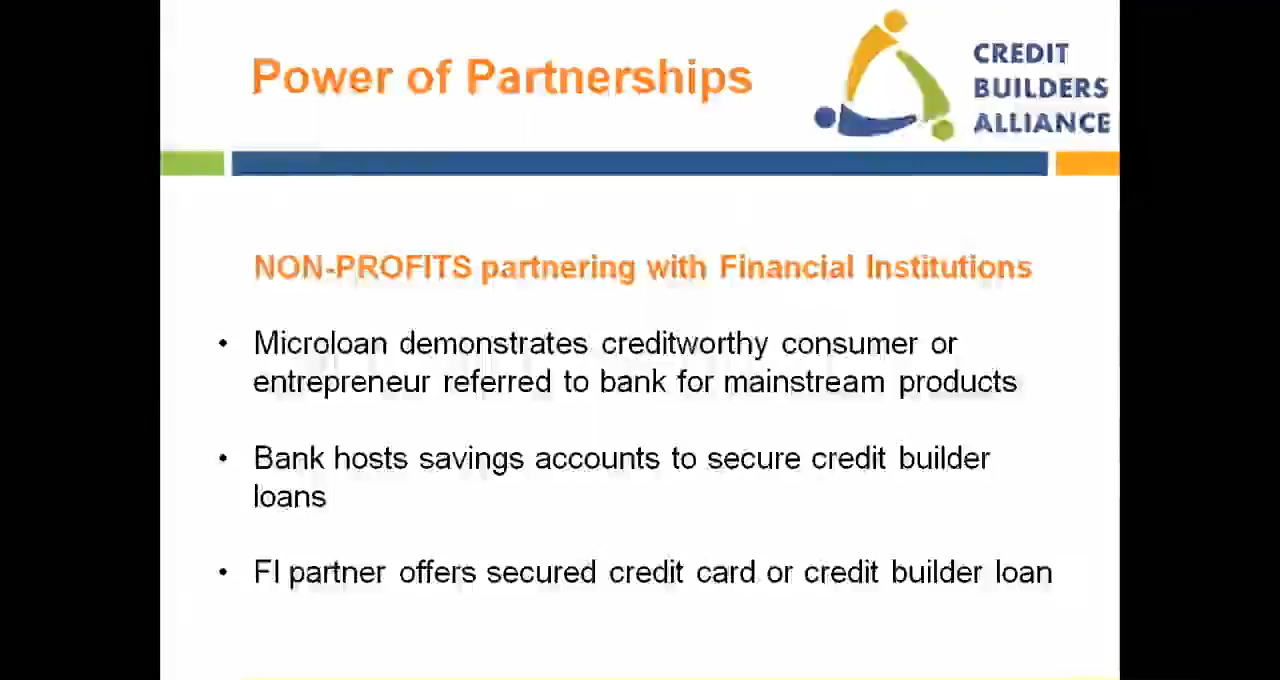 Power of Partnerships
CREDIT
BUILDERS
ALLIANCE
NON-PROFITS partnering with Financial Institutions
• Microloan demonstrates creditworthy consumer or
entrepreneur referred to bank for mainstream products
• Bank hosts savings accounts to secure credit builder
loans
• FI partner offers secured credit card or credit builder loan